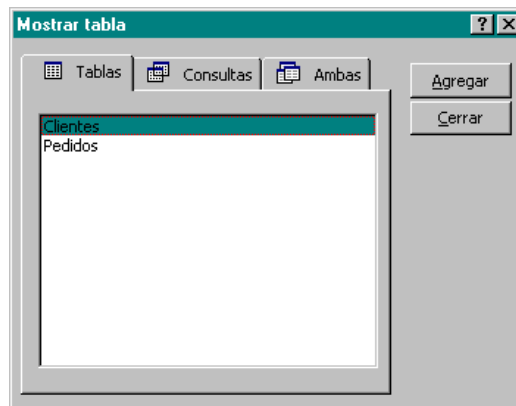 Mostrar tabla
Tablas
Consultas
Ambas
Agregar
Cerrar
Clientes
Pedidos